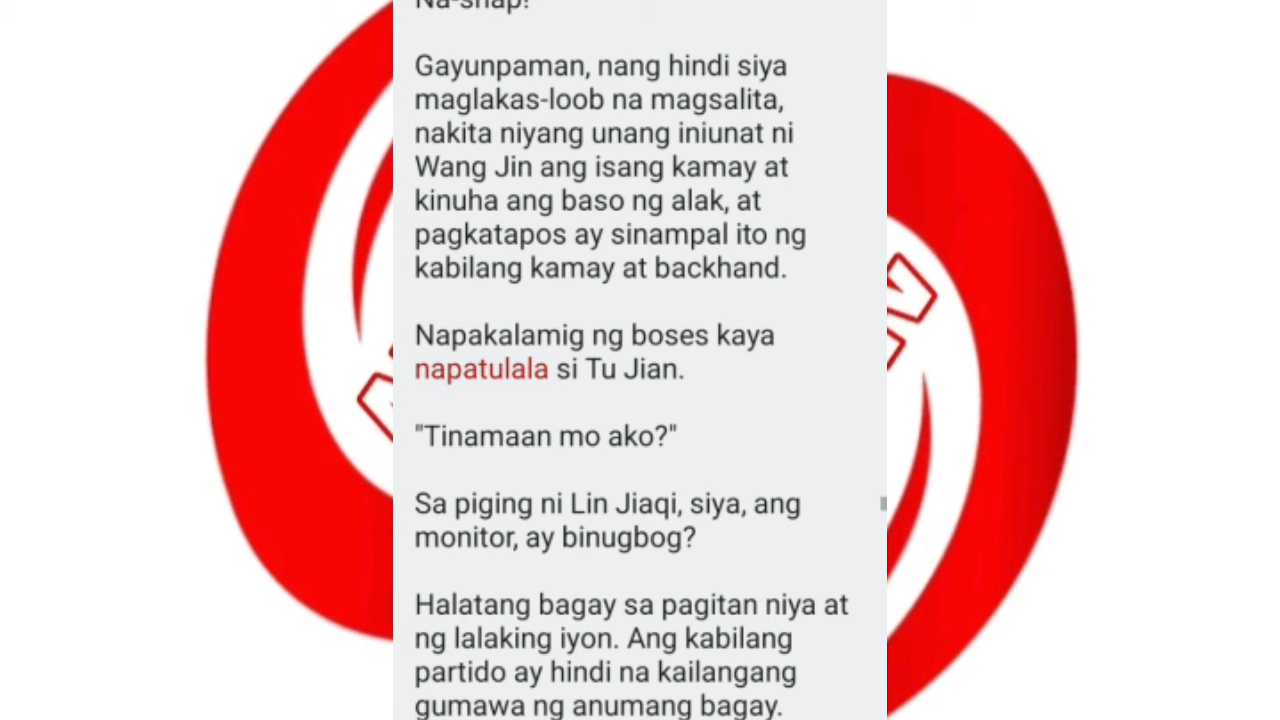 Na-snap!
Gayunpaman, nang hindi siya
maglakas-loob na magsalita,
nakita niyang unang iniunat ni
Wang Jin ang isang kamay at
kinuha ang baso ng alak, at
pagkatapos ay sinampal ito ng
kabilang kamay at backhand.
Napakalamig ng boses kaya
napatulala si Tu Jian.
"Tinamaan mo ako?"
Sa piging ni Lin Jiaqi, siya, ang
monitor, ay binugbog?
Halatang bagay sa pagitan niya at
ng lalaking iyon. Ang kabilang
partido ay hindi na kailangang
gumawa ng anumang bagay.